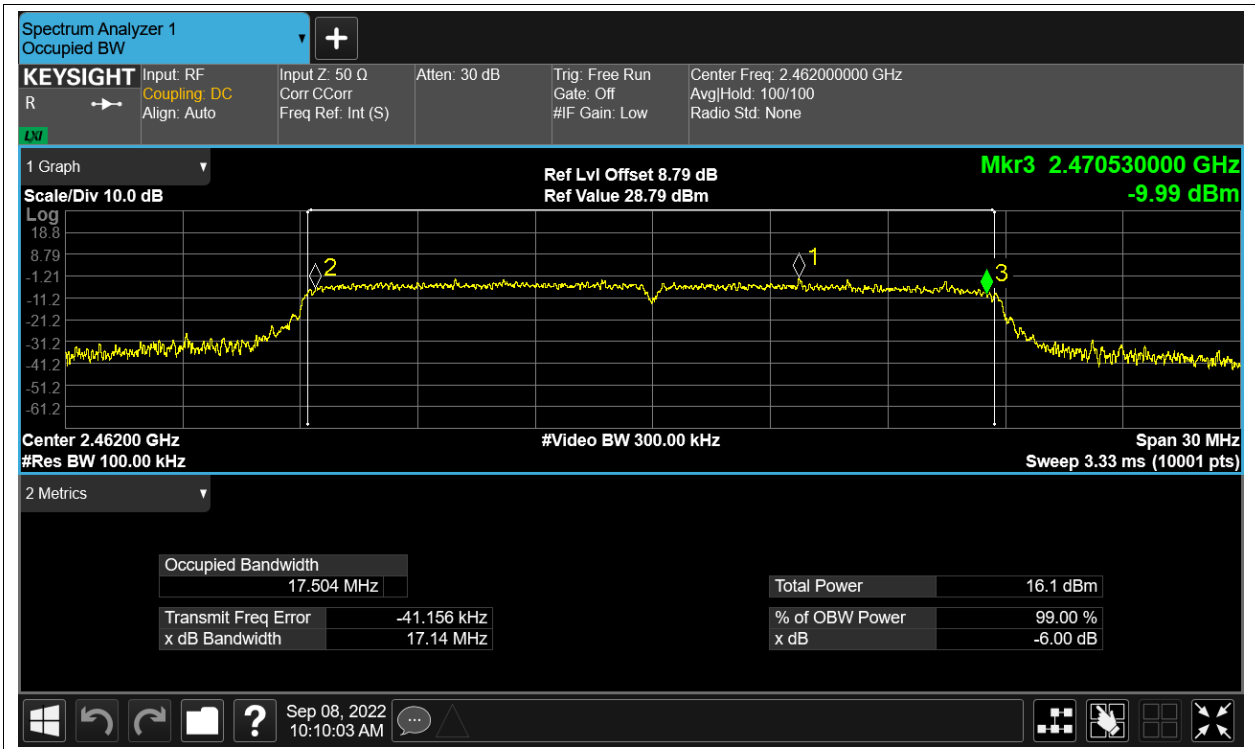 Spectrum Analyzer 1
Occupied BW
+
KEYSIGHT Input: RF Input Z: 50 Ω Atten: 30 dB Trig: Free Run Center Freq: 2.462000000 GHz
R Coupling: DC Corr CCorr Gate: Off Avg|Hold: 100/100
Align: Auto Freq Ref: Int (S) #IF Gain: Low Radio Std: None
LXI
1 Graph
Ref Lvl Offset 8.79 dB Mkr3 2.470530000 GHz
Scale/Div 10.0 dB Ref Value 28.79 dBm -9.99 dBm
Log
18.8
8.79
-1.21
-11.2
-21.2
-31.2
-41.2
-51.2
-61.2
2 1 3
Center 2.46200 GHz #Video BW 300.00 kHz Span 30 MHz
#Res BW 100.00 kHz Sweep 3.33 ms (10001 pts)
2 Metrics
Occupied Bandwidth
17.504 MHz Total Power 16.1 dBm
Transmit Freq Error -41.156 kHz % of OBW Power 99.00 %
x dB Bandwidth 17.14 MHz x dB -6.00 dB
? Sep 08, 2022
10:10:03 AM